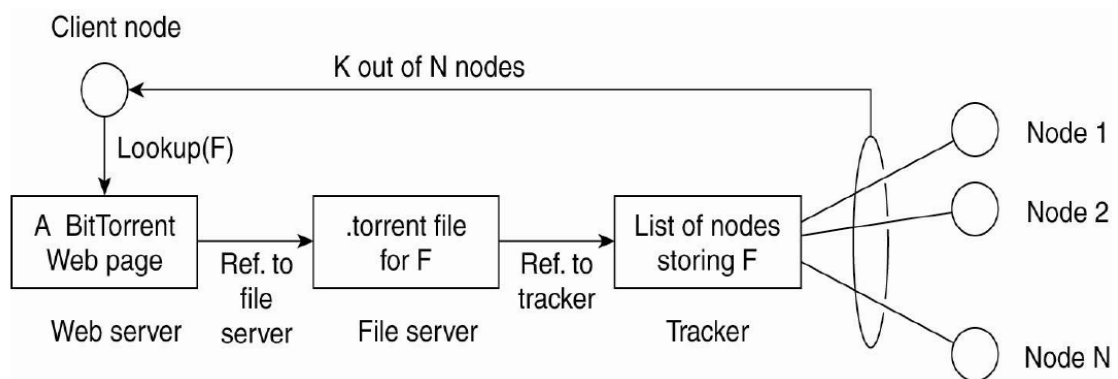 Client node
K out of N nodes
Lookup(F)
Node 1
Node 2
A BitTorrent
Web page
.torrent file
for F
List of nodes
storing F
Ref. to
file
server
Ref. to
tracker
Web server
File server
Tracker
Node N